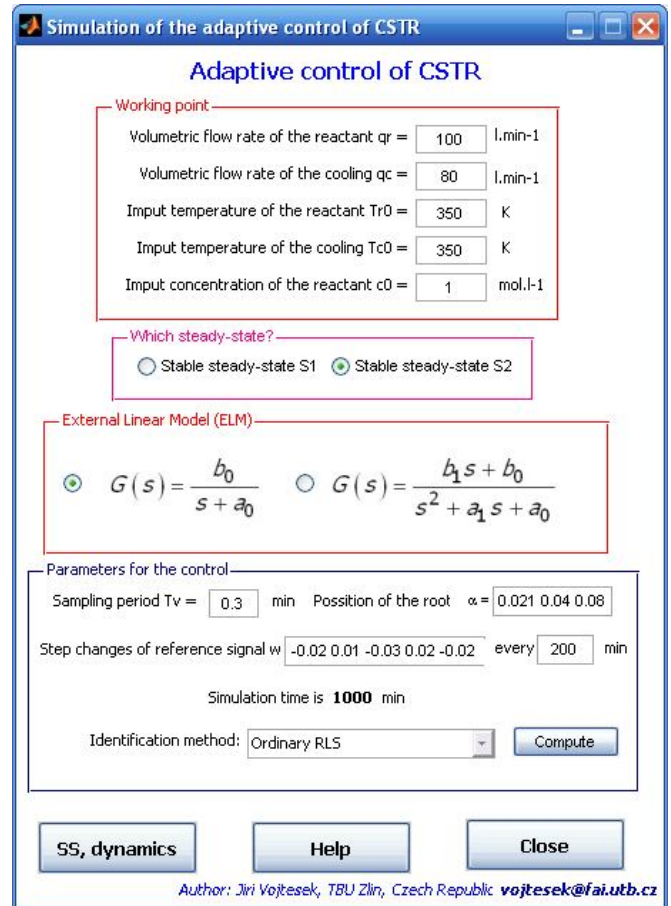 Simulation of the adaptive control of CSTR
Adaptive control of CSTR
Working point
Volumetric flow rate of the reactant qr = 100 l.min-1
Volumetric flow rate of the cooling qc = 80 l.min-1
Imput temperature of the reactant Tr0 = 350 K
Imput temperature of the cooling Tc0 = 350 K
Imput concentration of the reactant c0 = 1 mol.l-1
Which steady-state?
Stable steady-state S1 Stable steady-state S2
External Linear Model (ELM)
G(s) = b₀ / (s + a₀) G(s) = (b₁s + b₀) / (s² + a₁s + a₀)
Parameters for the control
Sampling period Tv = 0.3 min Possition of the root α = 0.021 0.04 0.08
Step changes of reference signal w -0.02 0.01 -0.03 0.02 -0.02 every 200 min
Simulation time is 1000 min
Identification method: Ordinary RLS Compute
SS, dynamics Help Close
Author: Jiri Vojtesek, TBU Zlin, Czech Republic vojtesek@fai.utb.cz